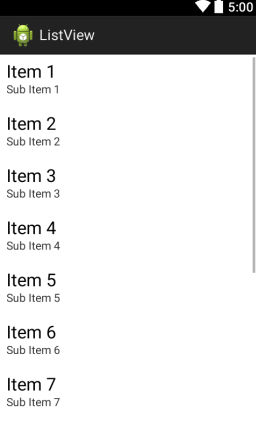 5:00
ListView
Item 1
Sub Item 1
Item 2
Sub Item 2
Item 3
Sub Item 3
Item 4
Sub Item 4
Item 5
Sub Item 5
Item 6
Sub Item 6
Item 7
Sub Item 7